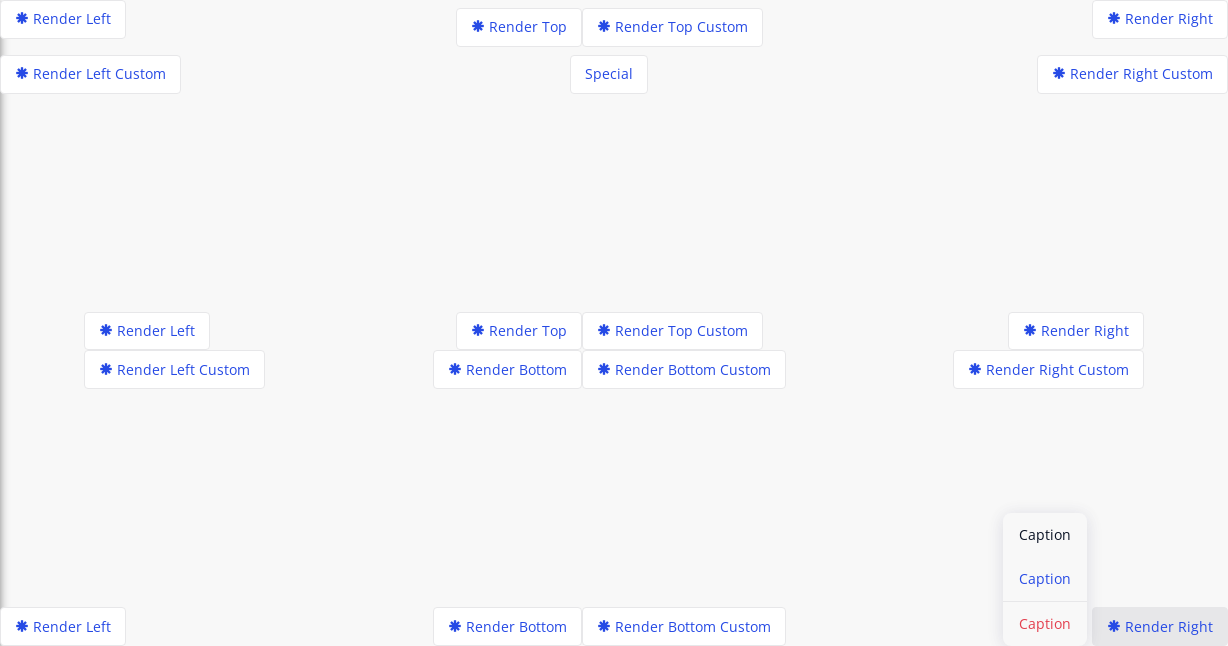 Render Left
Render Top
Render Top Custom
Render Right
Render Left Custom
Special
Render Right Custom
Render Left
Render Top
Render Top Custom
Render Right
Render Left Custom
Render Bottom
Render Bottom Custom
Render Right Custom
Caption
Caption
Caption
Render Left
Render Bottom
Render Bottom Custom
Render Right